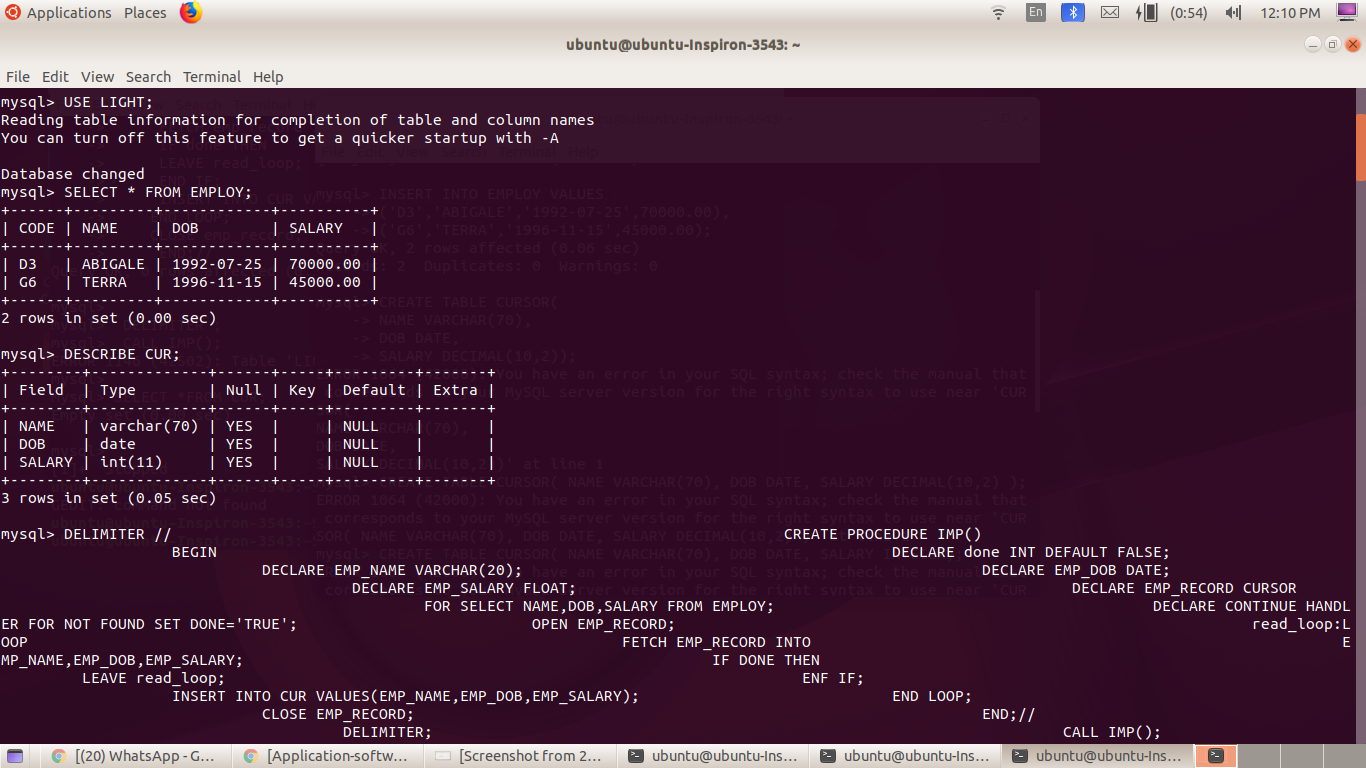 Applications Places En (0:54) 12:10 PM
ubuntu@ubuntu-Inspiron-3543: ~
File Edit View Search Terminal Help
mysql> USE LIGHT;
Reading table information for completion of table and column names
You can turn off this feature to get a quicker startup with -A
Database changed
mysql> SELECT * FROM EMPLOY;
+------+---------+------------+----------+
| CODE | NAME    | DOB        | SALARY   |
+------+---------+------------+----------+
| D3   | ABIGALE | 1992-07-25 | 70000.00 |
| G6   | TERRA   | 1996-11-15 | 45000.00 |
+------+---------+------------+----------+
2 rows in set (0.00 sec)
mysql> DESCRIBE CUR;
+--------+-------------+------+-----+---------+-------+
| Field  | Type        | Null | Key | Default | Extra |
+--------+-------------+------+-----+---------+-------+
| NAME   | varchar(70) | YES  |     | NULL    |       |
| DOB    | date        | YES  |     | NULL    |       |
| SALARY | int(11)     | YES  |     | NULL    |       |
+--------+-------------+------+-----+---------+-------+
3 rows in set (0.05 sec)
mysql> DELIMITER // CREATE PROCEDURE IMP()
BEGIN DECLARE done INT DEFAULT FALSE;
DECLARE EMP_NAME VARCHAR(20); DECLARE EMP_DOB DATE;
DECLARE EMP_SALARY FLOAT; DECLARE EMP_RECORD CURSOR
FOR SELECT NAME,DOB,SALARY FROM EMPLOY; DECLARE CONTINUE HANDL
ER FOR NOT FOUND SET DONE='TRUE'; OPEN EMP_RECORD; read_loop:L
OOP FETCH EMP_RECORD INTO E
MP_NAME,EMP_DOB,EMP_SALARY; IF DONE THEN
LEAVE read_loop; ENF IF;
INSERT INTO CUR VALUES(EMP_NAME,EMP_DOB,EMP_SALARY); END LOOP;
CLOSE EMP_RECORD; END;//
DELIMITER; CALL IMP();
[(20) WhatsApp - G... [Application-softw... [Screenshot from 2... ubuntu@ubuntu-Ins... ubuntu@ubuntu-Ins... ubuntu@ubuntu-Ins...